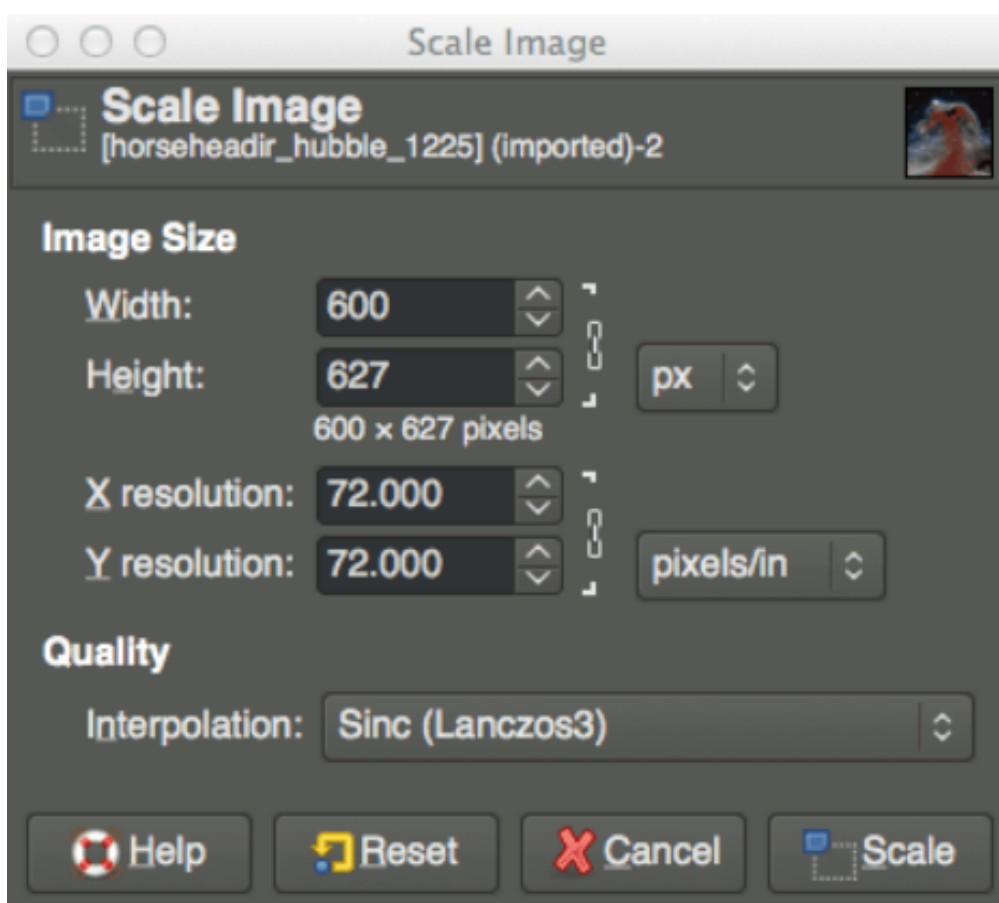 Scale Image
Scale Image
[horseheadir_hubble_1225] (imported)-2
Image Size
Width: 600
Height: 627 px
600 × 627 pixels
X resolution: 72.000
Y resolution: 72.000 pixels/in
Quality
Interpolation: Sinc (Lanczos3)
Help Reset Cancel Scale